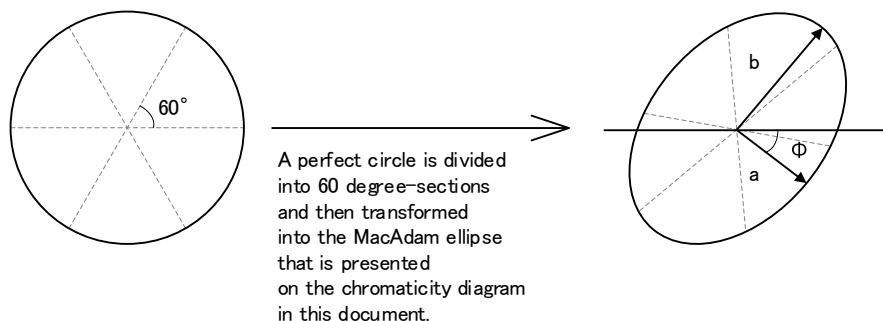 60°
A perfect circle is divided
into 60 degree-sections
and then transformed
into the MacAdam ellipse
that is presented
on the chromaticity diagram
in this document.
b
Φ
a